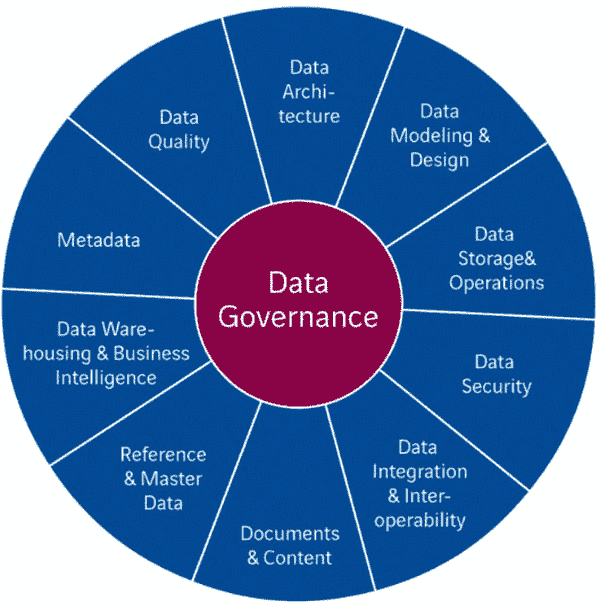 Data
Archi-
tecture
Data
Modeling &
Design
Data
Storage&
Operations
Data
Security
Data
Integration
& Inter-
operability
Documents
& Content
Reference
& Master
Data
Data Ware-
housing & Business
Intelligence
Metadata
Data
Quality
Data
Governance